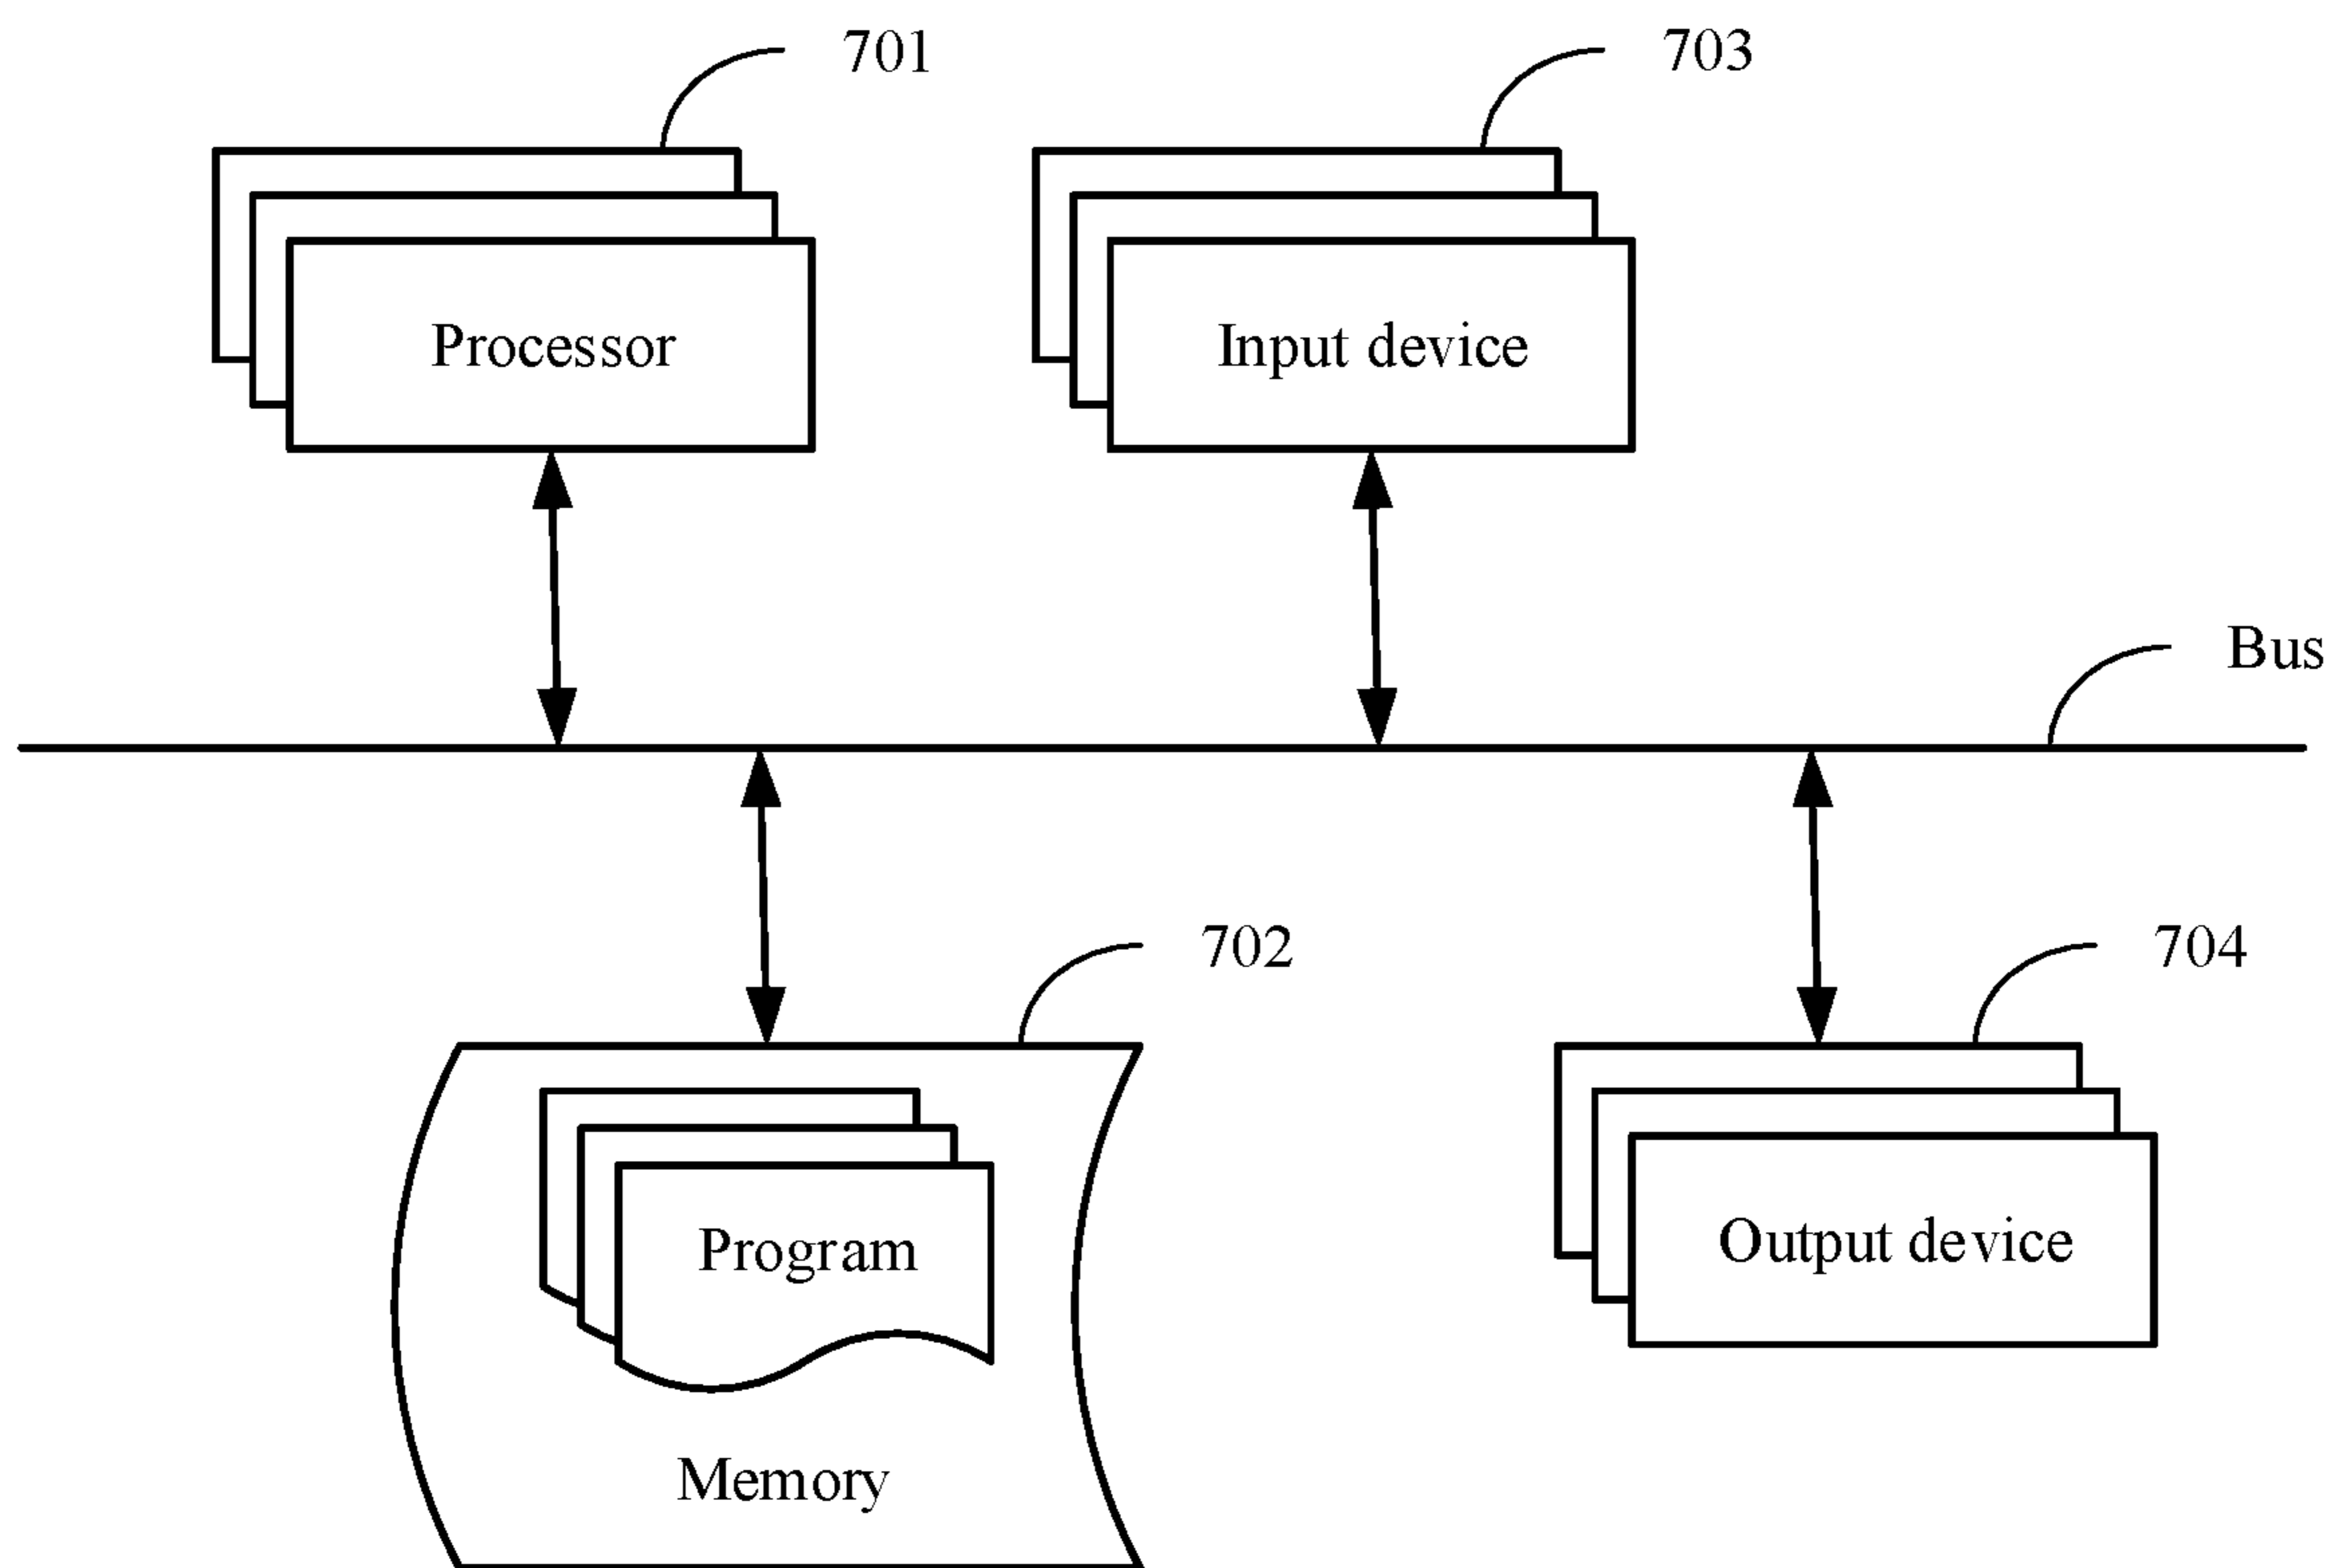 701
703
Processor
Input device
Bus
702
704
Program
Output device
Memory